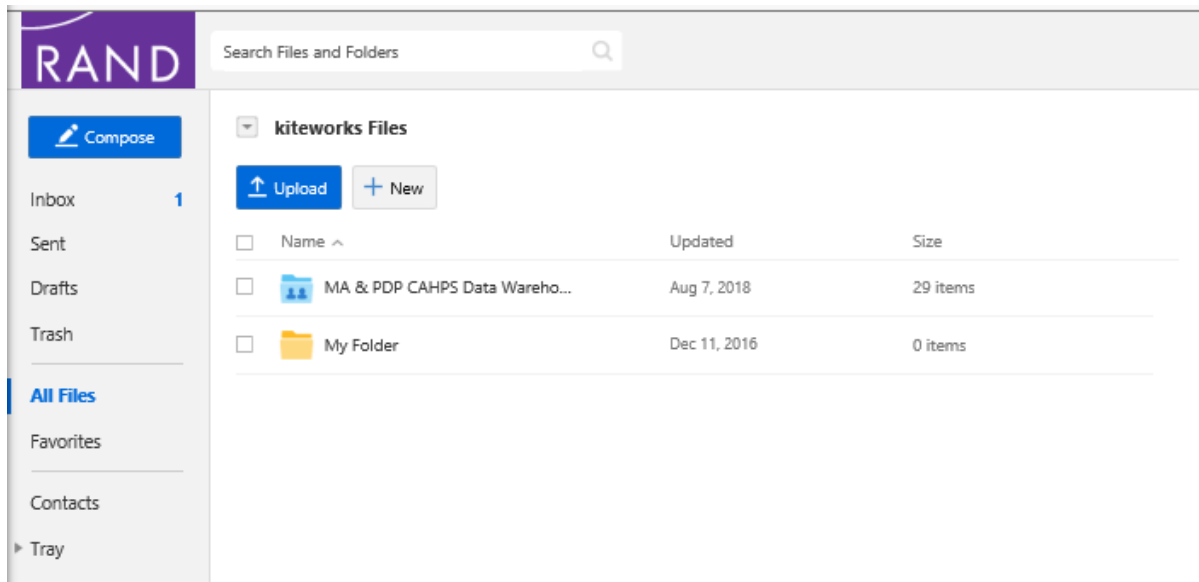 RAND
Search Files and Folders
Compose
Inbox 1
Sent
Drafts
Trash
All Files
Favorites
Contacts
Tray
kiteworks Files
Upload
New
Name Updated Size
MA & PDP CAHPS Data Wareho... Aug 7, 2018 29 items
My Folder Dec 11, 2016 0 items